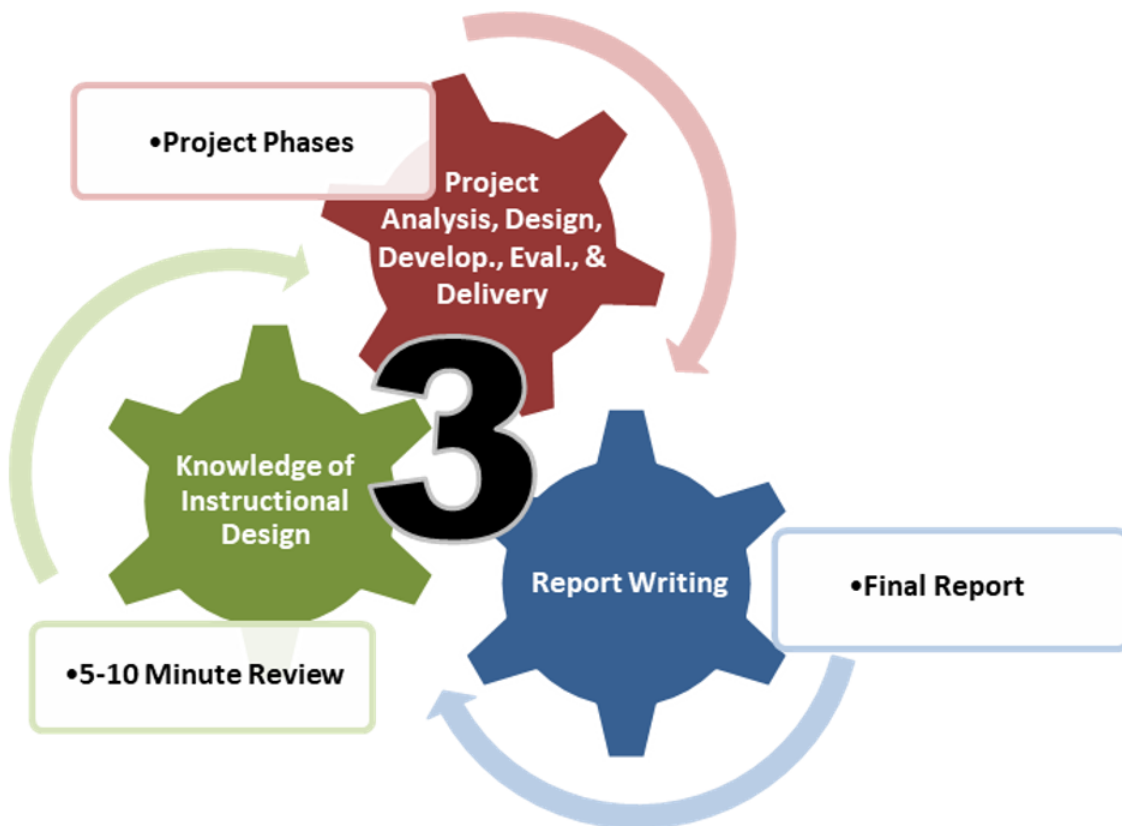 •Project Phases
Project
Analysis, Design,
Develop., Eval., &
Delivery
3
Knowledge of
Instructional
Design
•5-10 Minute Review
Report Writing
•Final Report